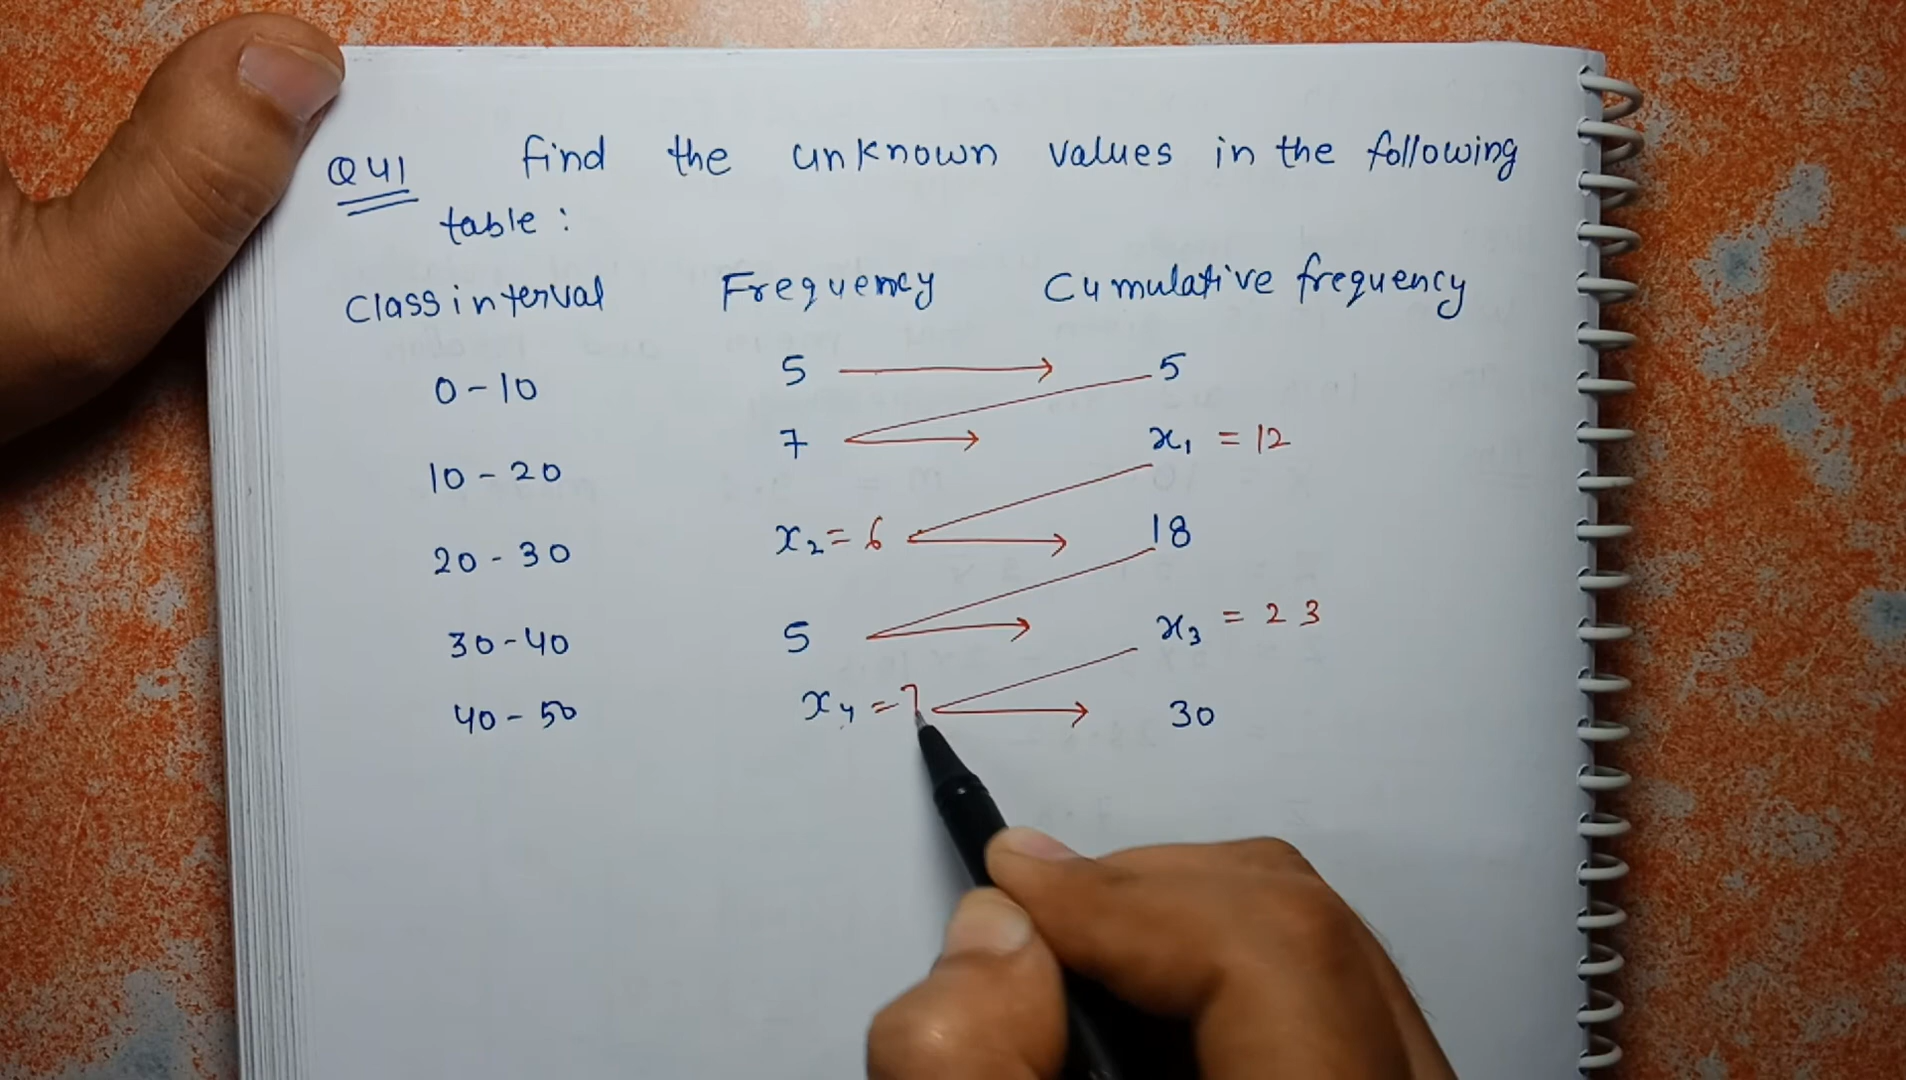 Q41 find the unknown values in the following
table :
Class interval Frequency Cumulative frequency
0-10 5 5
10-20 7 x₁ = 12
20-30 x₂ = 6 18
30-40 5 x₃ = 23
40-50 x₄ = 7 30